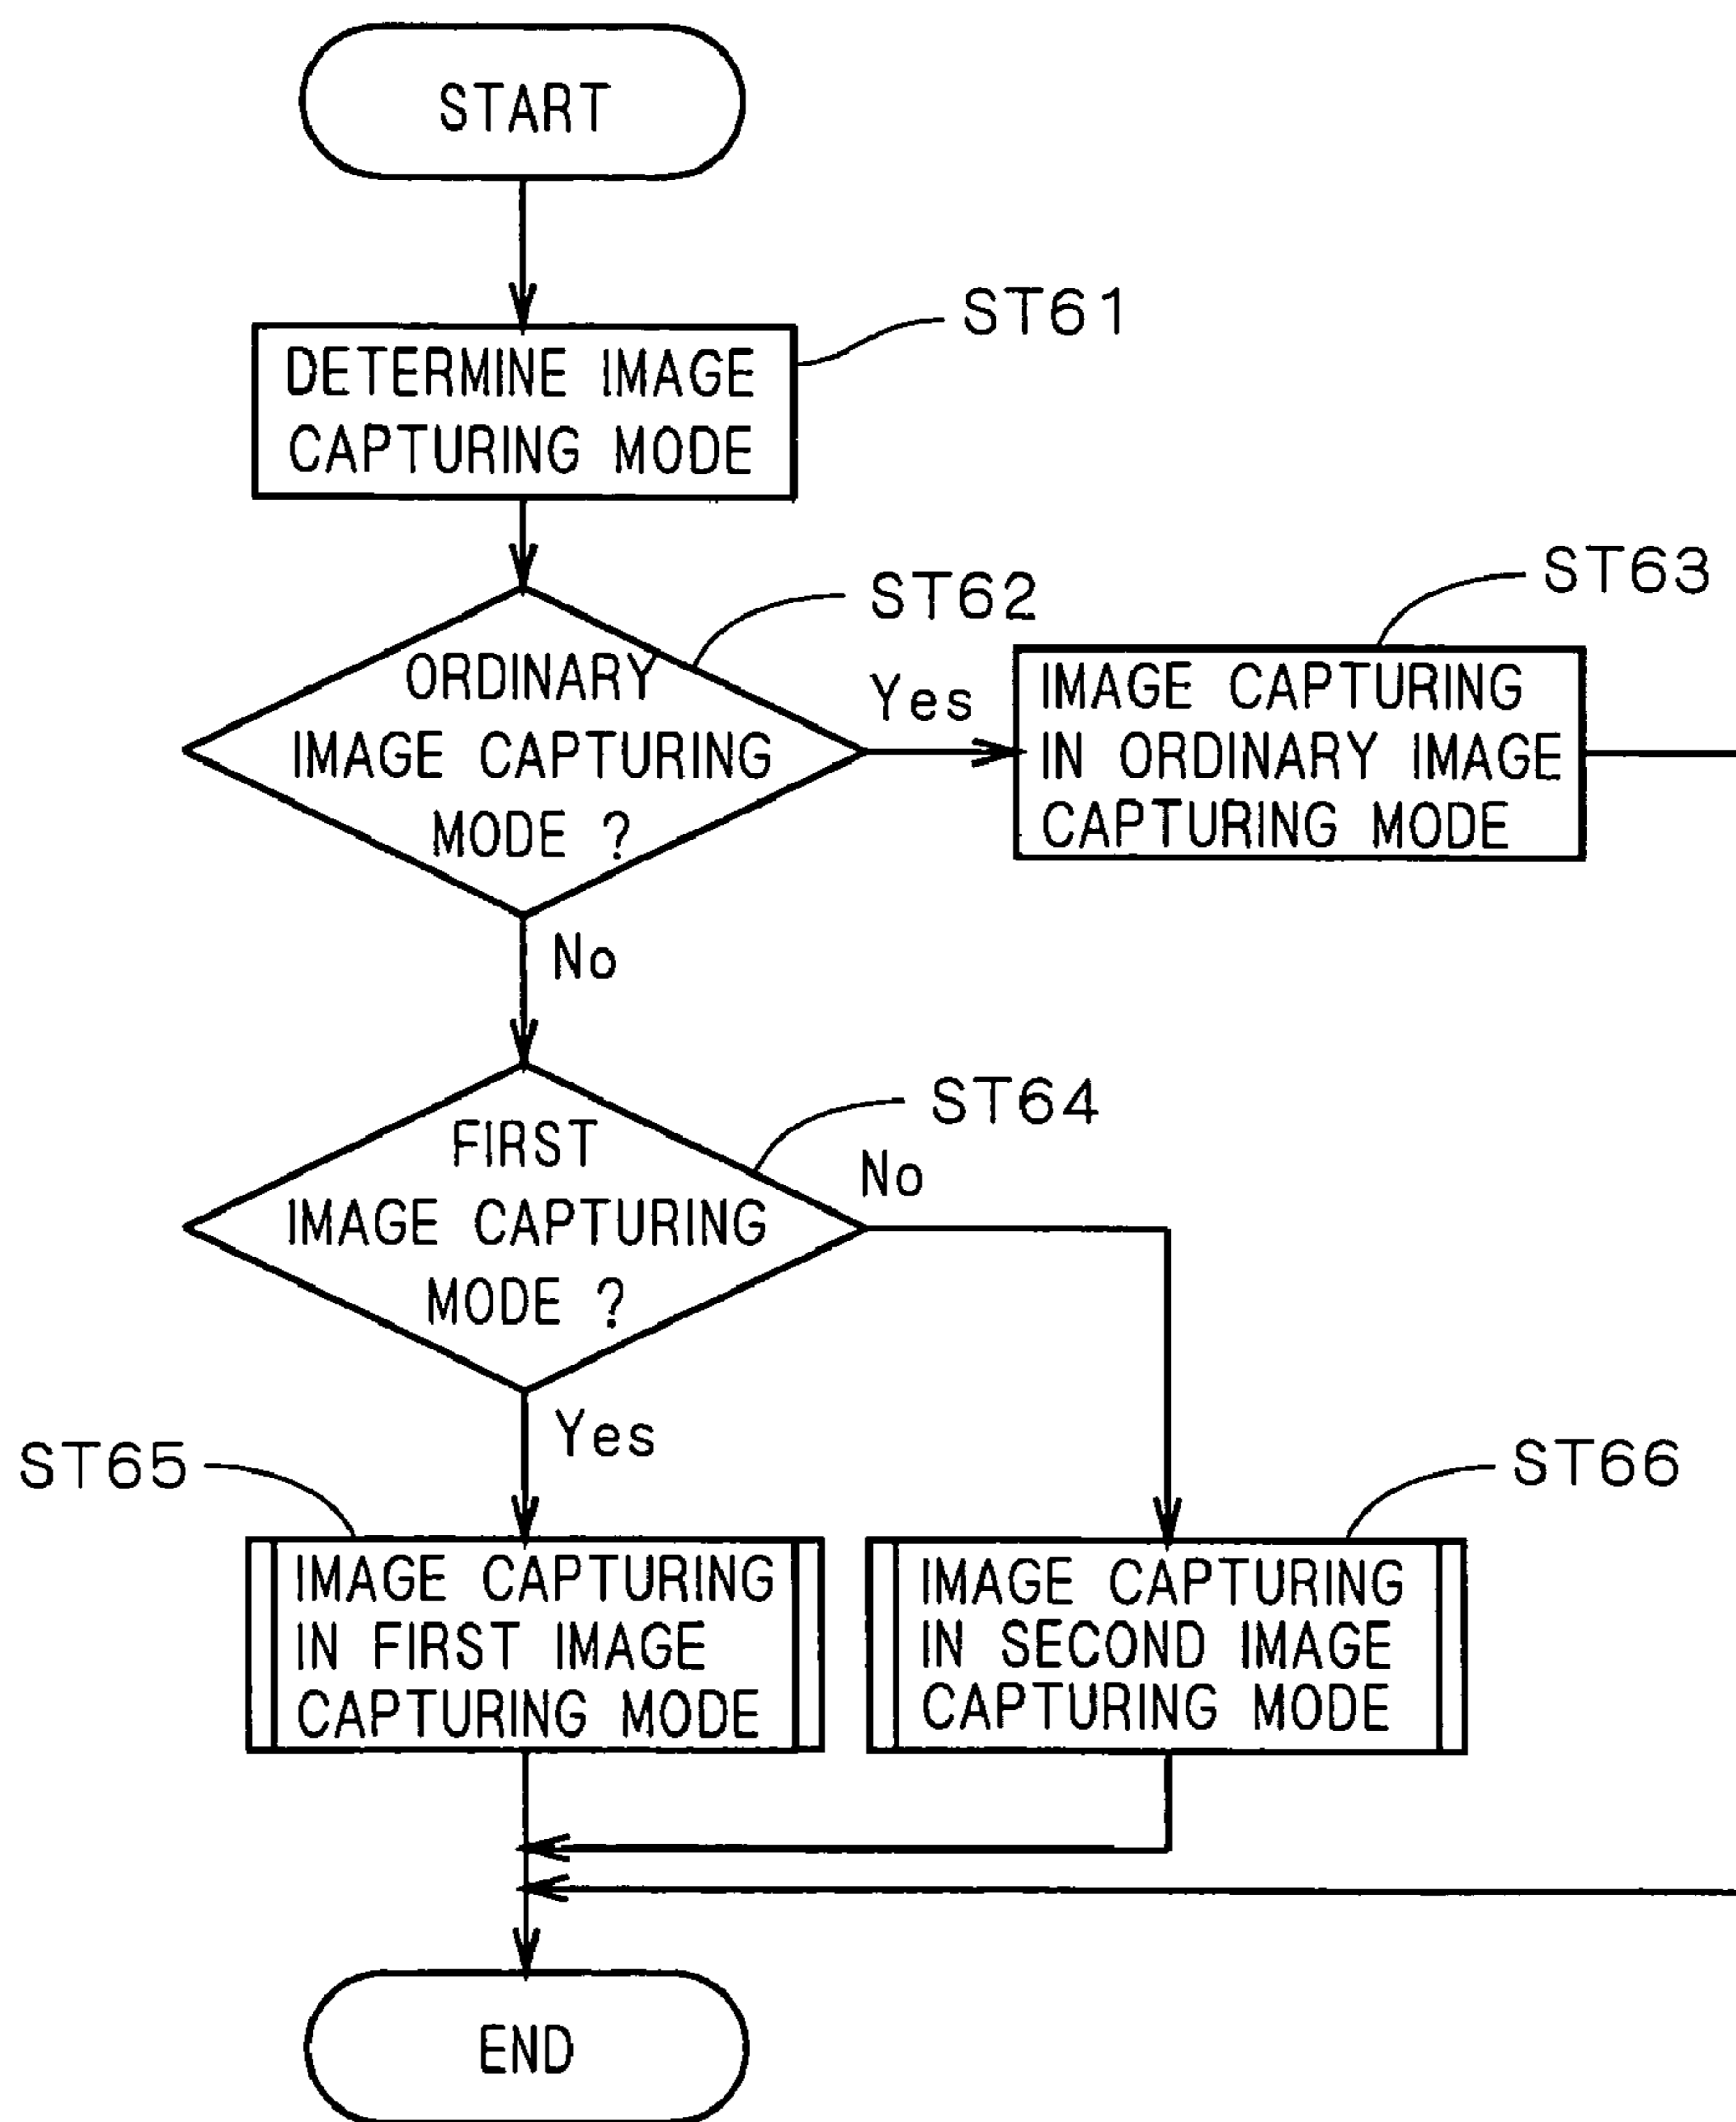 START
ST61
DETERMINE IMAGE
CAPTURING MODE
ST62
ORDINARY
IMAGE CAPTURING
MODE ?
Yes
ST63
IMAGE CAPTURING
IN ORDINARY IMAGE
CAPTURING MODE
No
ST64
FIRST
IMAGE CAPTURING
MODE ?
No
Yes
ST65
IMAGE CAPTURING
IN FIRST IMAGE
CAPTURING MODE
ST66
IMAGE CAPTURING
IN SECOND IMAGE
CAPTURING MODE
END